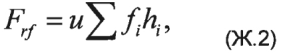 F_rf = u∑ f_i h_i, (Ж.2)